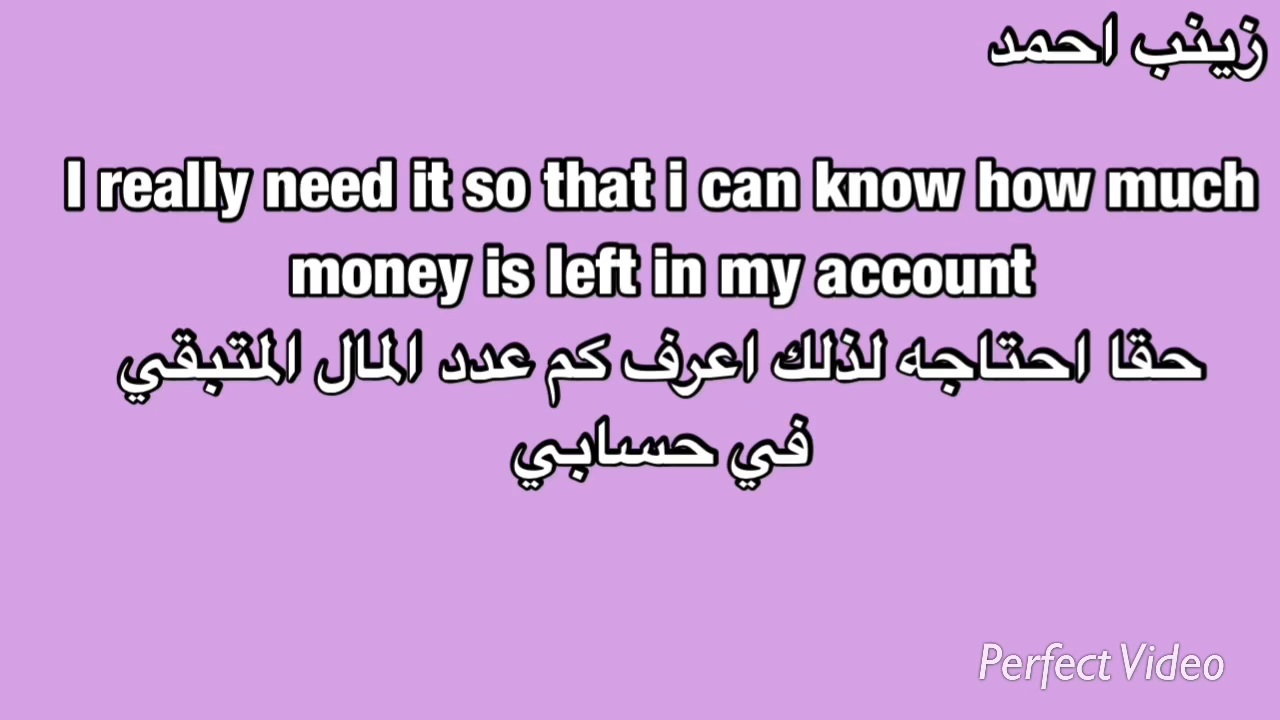 زينب احمد
I really need it so that i can know how much
money is left in my account
حقا احتاجه لذلك اعرف كم عدد المال المتبقي
في حسابي
Perfect Video